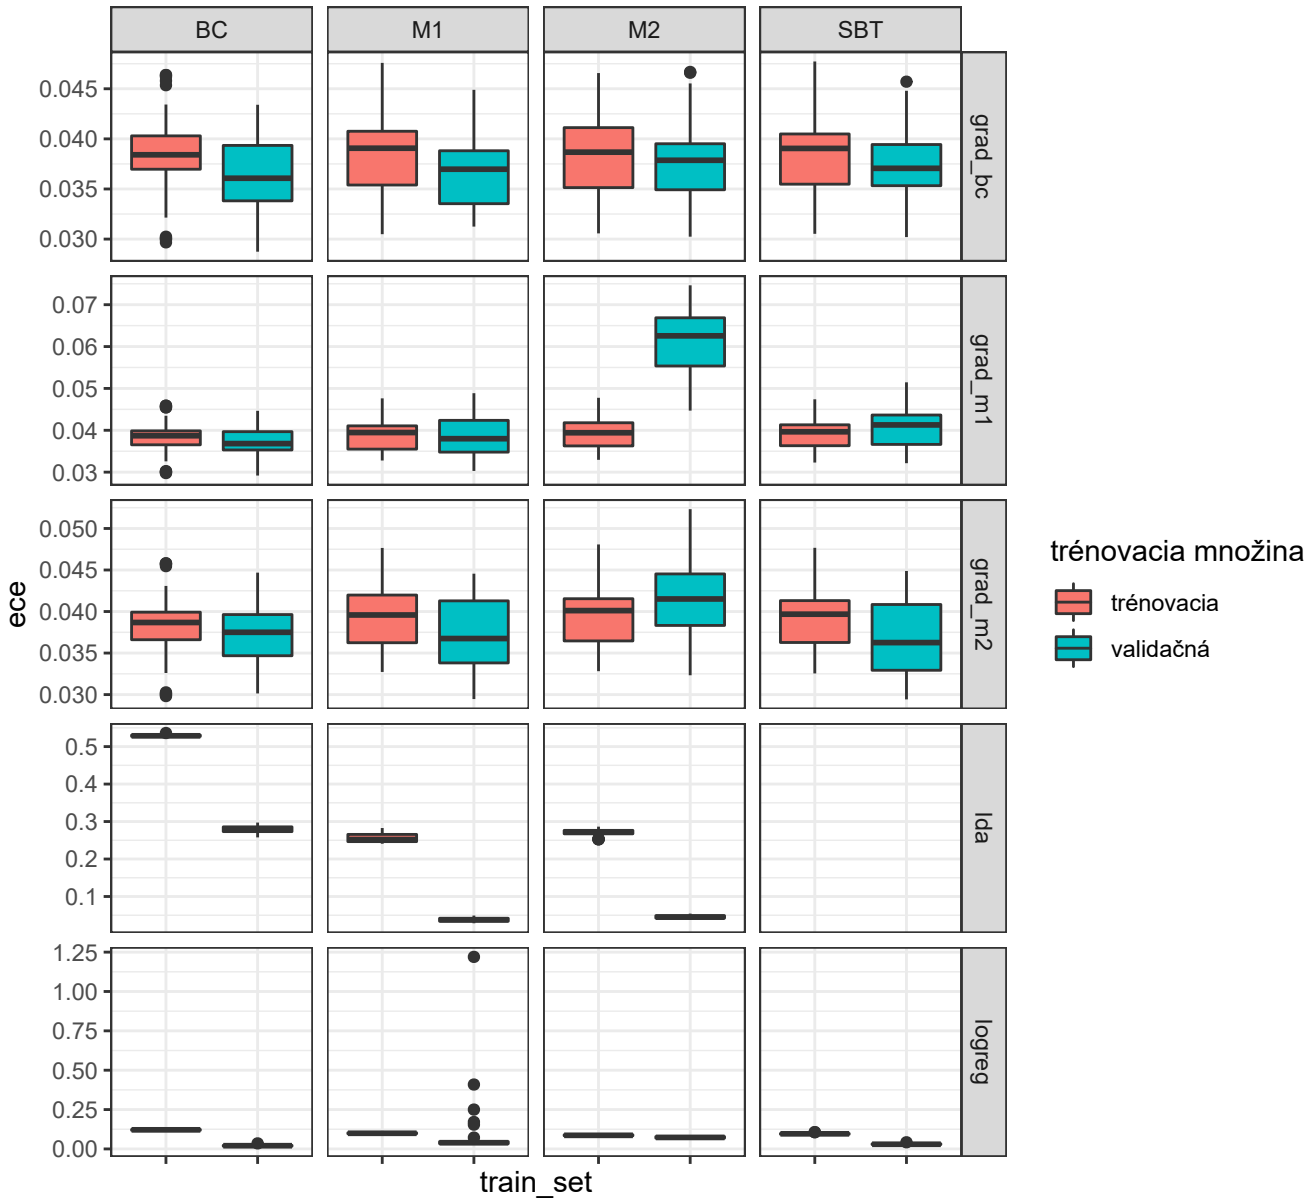 BC M1 M2 SBT
0.045
0.040
0.035
0.030
grad_bc
0.07
0.06
0.05
0.04
0.03
grad_m1
0.050
0.045
0.040
0.035
0.030
grad_m2
0.5
0.4
0.3
0.2
0.1
lda
1.25
1.00
0.75
0.50
0.25
0.00
logreg
ece
train_set
trénovacia množina
trénovacia
validačná